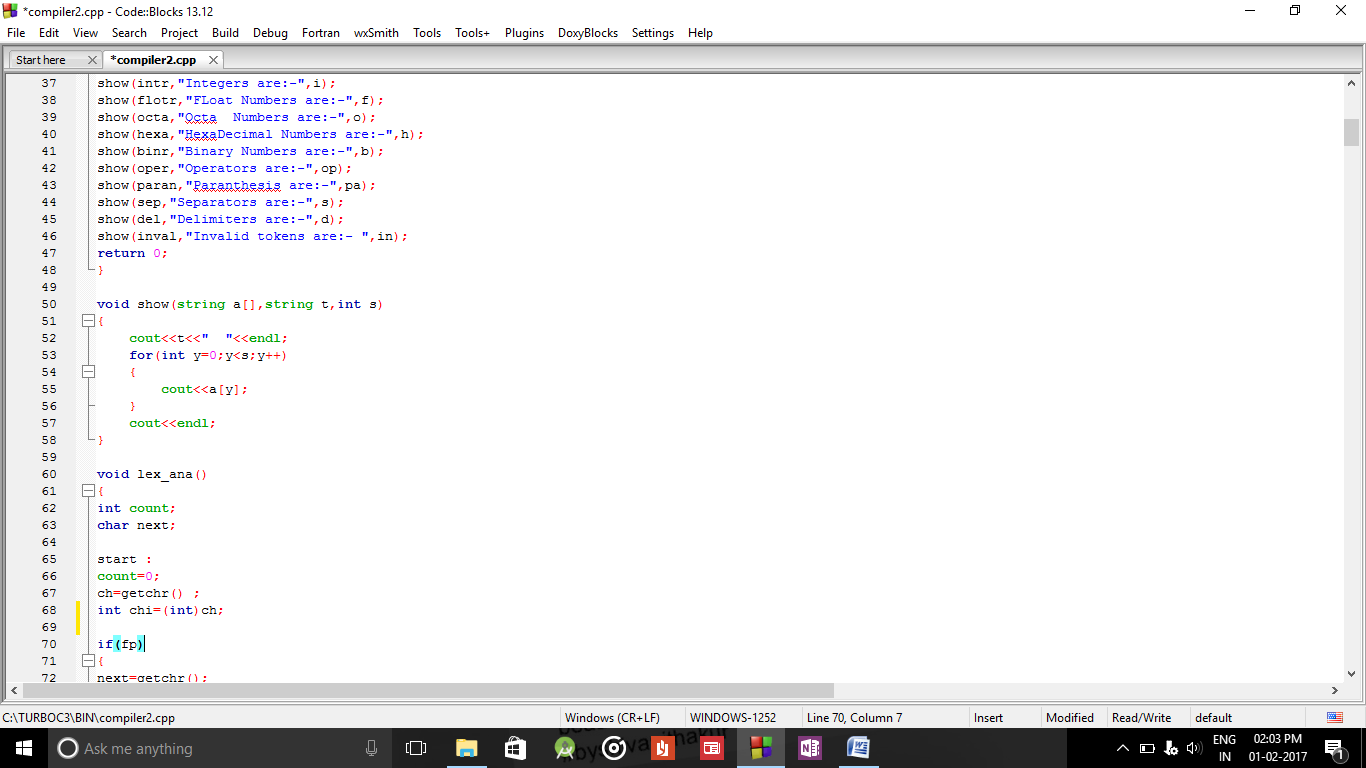 *compiler2.cpp - Code::Blocks 13.12
File Edit View Search Project Build Debug Fortran wxSmith Tools Tools+ Plugins DoxyBlocks Settings Help
Start here *compiler2.cpp
37 show(intr,"Integers are:-",i);
38 show(flotr,"FLoat Numbers are:-",f);
39 show(octa,"Octa  Numbers are:-",o);
40 show(hexa,"HexaDecimal Numbers are:-",h);
41 show(binr,"Binary Numbers are:-",b);
42 show(oper,"Operators are:-",op);
43 show(paran,"Paranthesis are:-",pa);
44 show(sep,"Separators are:-",s);
45 show(del,"Delimiters are:-",d);
46 show(inval,"Invalid tokens are:- ",in);
47 return 0;
48 }
49
50 void show(string a[],string t,int s)
51 {
52 cout<<t<<"  "<<endl;
53 for(int y=0;y<s;y++)
54 {
55 cout<<a[y];
56 }
57 cout<<endl;
58 }
59
60 void lex_ana()
61 {
62 int count;
63 char next;
64
65 start :
66 count=0;
67 ch=getchr() ;
68 int chi=(int)ch;
69
70 if(fp)
71 {
72 next=getchr();
C:\TURBOC3\BIN\compiler2.cpp Windows (CR+LF) WINDOWS-1252 Line 70, Column 7 Insert Modified Read/Write default
Ask me anything ENG 02:03 PM
IN 01-02-2017 1